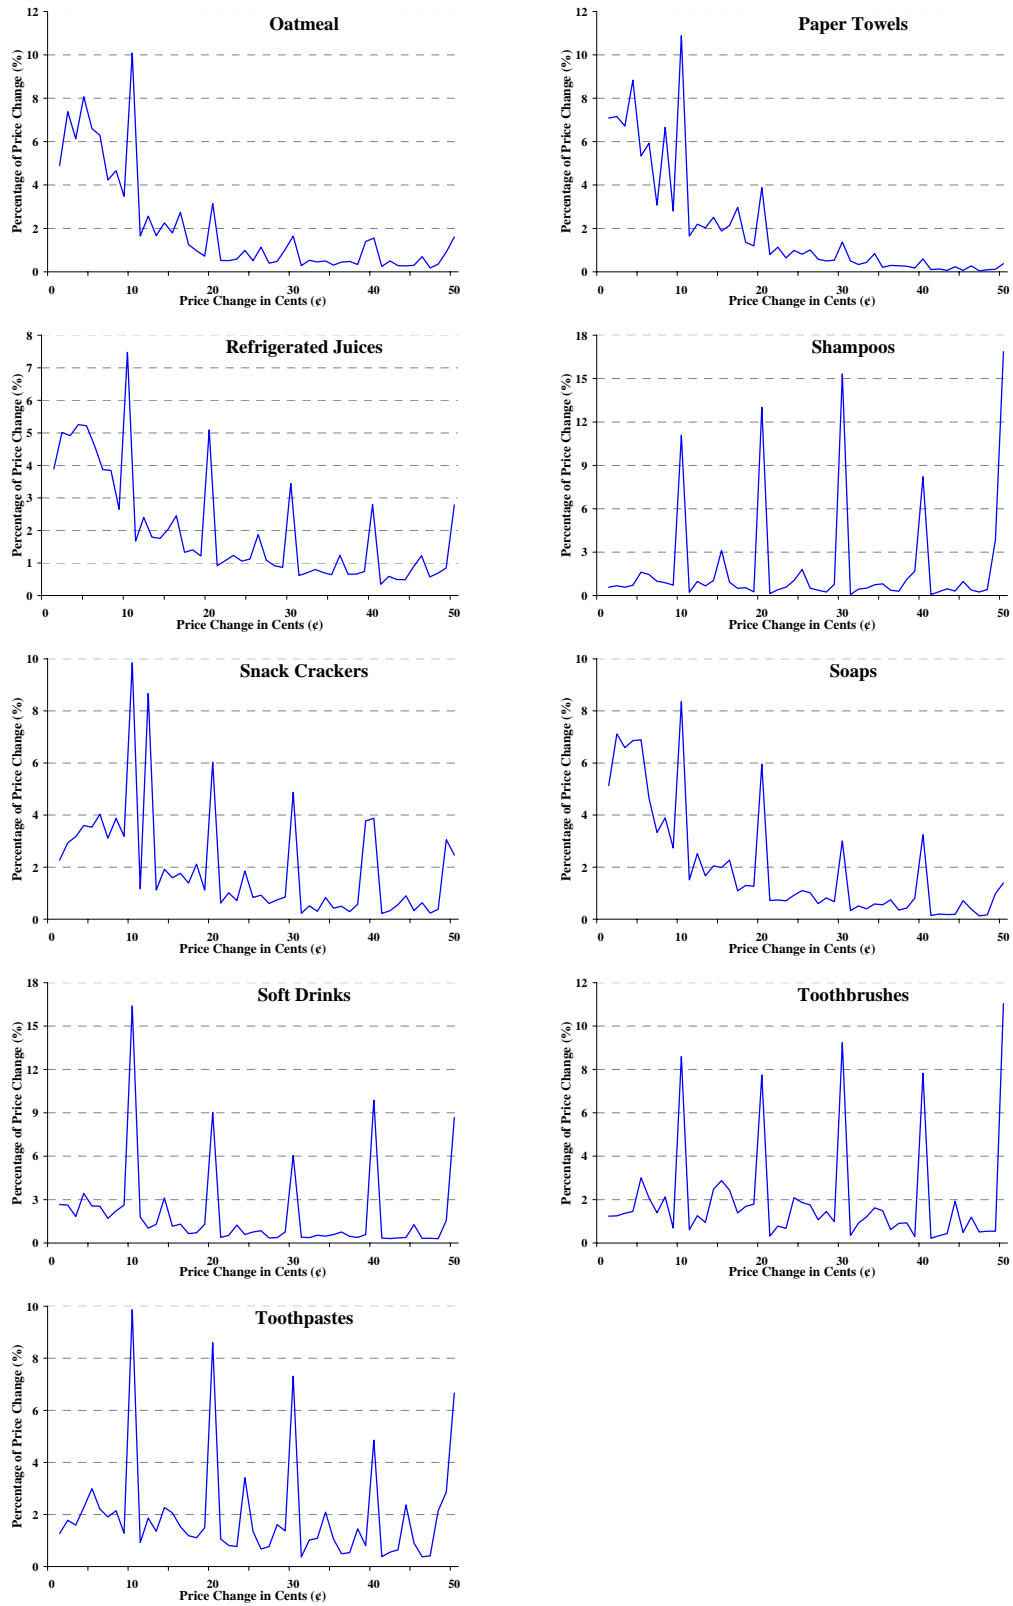 Oatmeal
Percentage of Price Change (%)
12
10
8
6
4
2
0
0 10 20 30 40 50
Price Change in Cents (¢)
Paper Towels
Percentage of Price Change (%)
12
10
8
6
4
2
0
0 10 20 30 40 50
Price Change in Cents (¢)
Refrigerated Juices
Percentage of Price Change (%)
8
7
6
5
4
3
2
1
0
0 10 20 30 40 50
Price Change in Cents (¢)
Shampoos
Percentage of Price Change (%)
18
15
12
9
6
3
0
0 10 20 30 40 50
Price Change in Cents (¢)
Snack Crackers
Percentage of Price Change (%)
10
8
6
4
2
0
0 10 20 30 40 50
Price Change in Cents (¢)
Soaps
Percentage of Price Change (%)
10
8
6
4
2
0
0 10 20 30 40 50
Price Change in Cents (¢)
Soft Drinks
Percentage of Price Change (%)
18
15
12
9
6
3
0
0 10 20 30 40 50
Price Change in Cents (¢)
Toothbrushes
Percentage of Price Change (%)
12
10
8
6
4
2
0
0 10 20 30 40 50
Price Change in Cents (¢)
Toothpastes
Percentage of Price Change (%)
10
8
6
4
2
0
0 10 20 30 40 50
Price Change in Cents (¢)